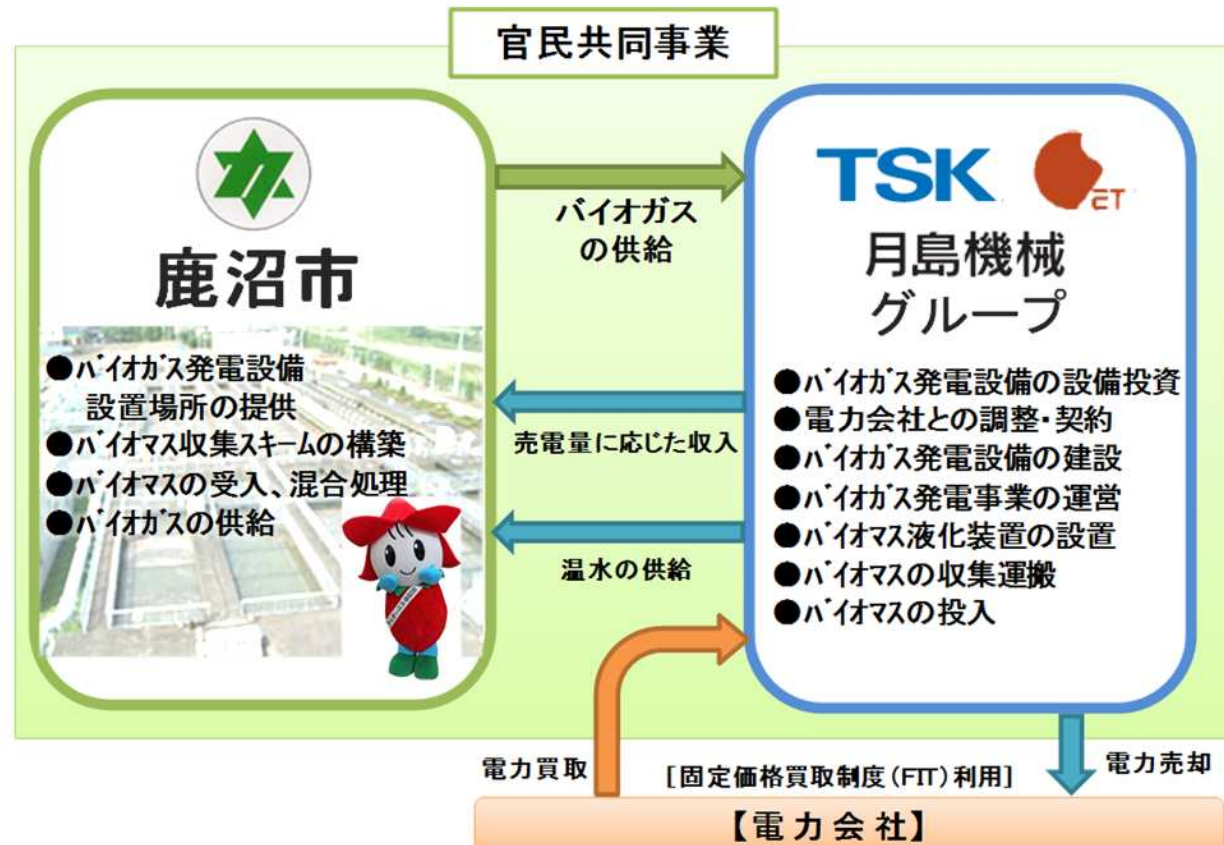 官民共同事業
鹿沼市
●バイオガス発電設備
設置場所の提供
●バイオマス収集スキームの構築
●バイオマスの受入、混合処理
●バイオガスの供給
バイオガス
の供給
売電量に応じた収入
温水の供給
TSK
ET
月島機械
グループ
●バイオガス発電設備の設備投資
●電力会社との調整・契約
●バイオガス発電設備の建設
●バイオガス発電事業の運営
●バイオマス液化装置の設置
●バイオマスの収集運搬
●バイオマスの投入
電力買取
[固定価格買取制度(FIT)利用]
電力売却
【電力会社】